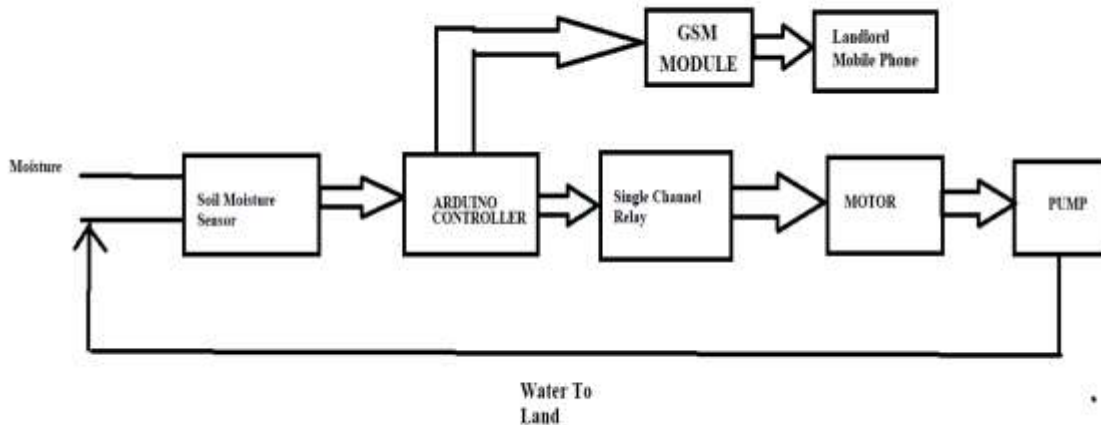 GSM
MODULE
Landlord
Mobile Phone
Moisture
Soil Moisture
Sensor
ARDUINO
CONTROLLER
Single Channel
Relay
MOTOR
PUMP
Water To
Land